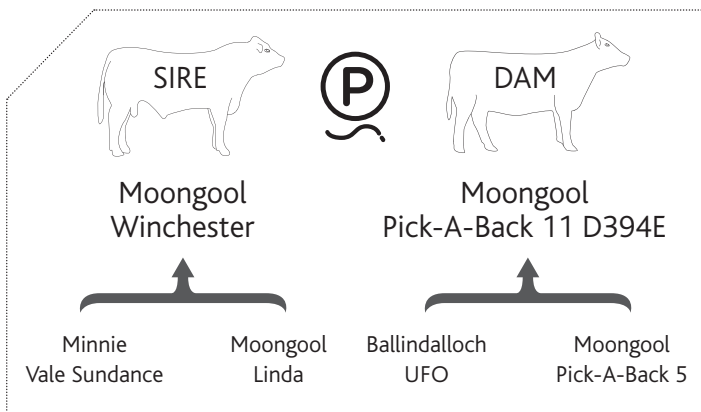 SIRE
P
DAM
Moongool
Winchester
Moongool
Pick-A-Back 11 D394E
Minnie
Vale Sundance
Moongool
Linda
Ballindalloch
UFO
Moongool
Pick-A-Back 5